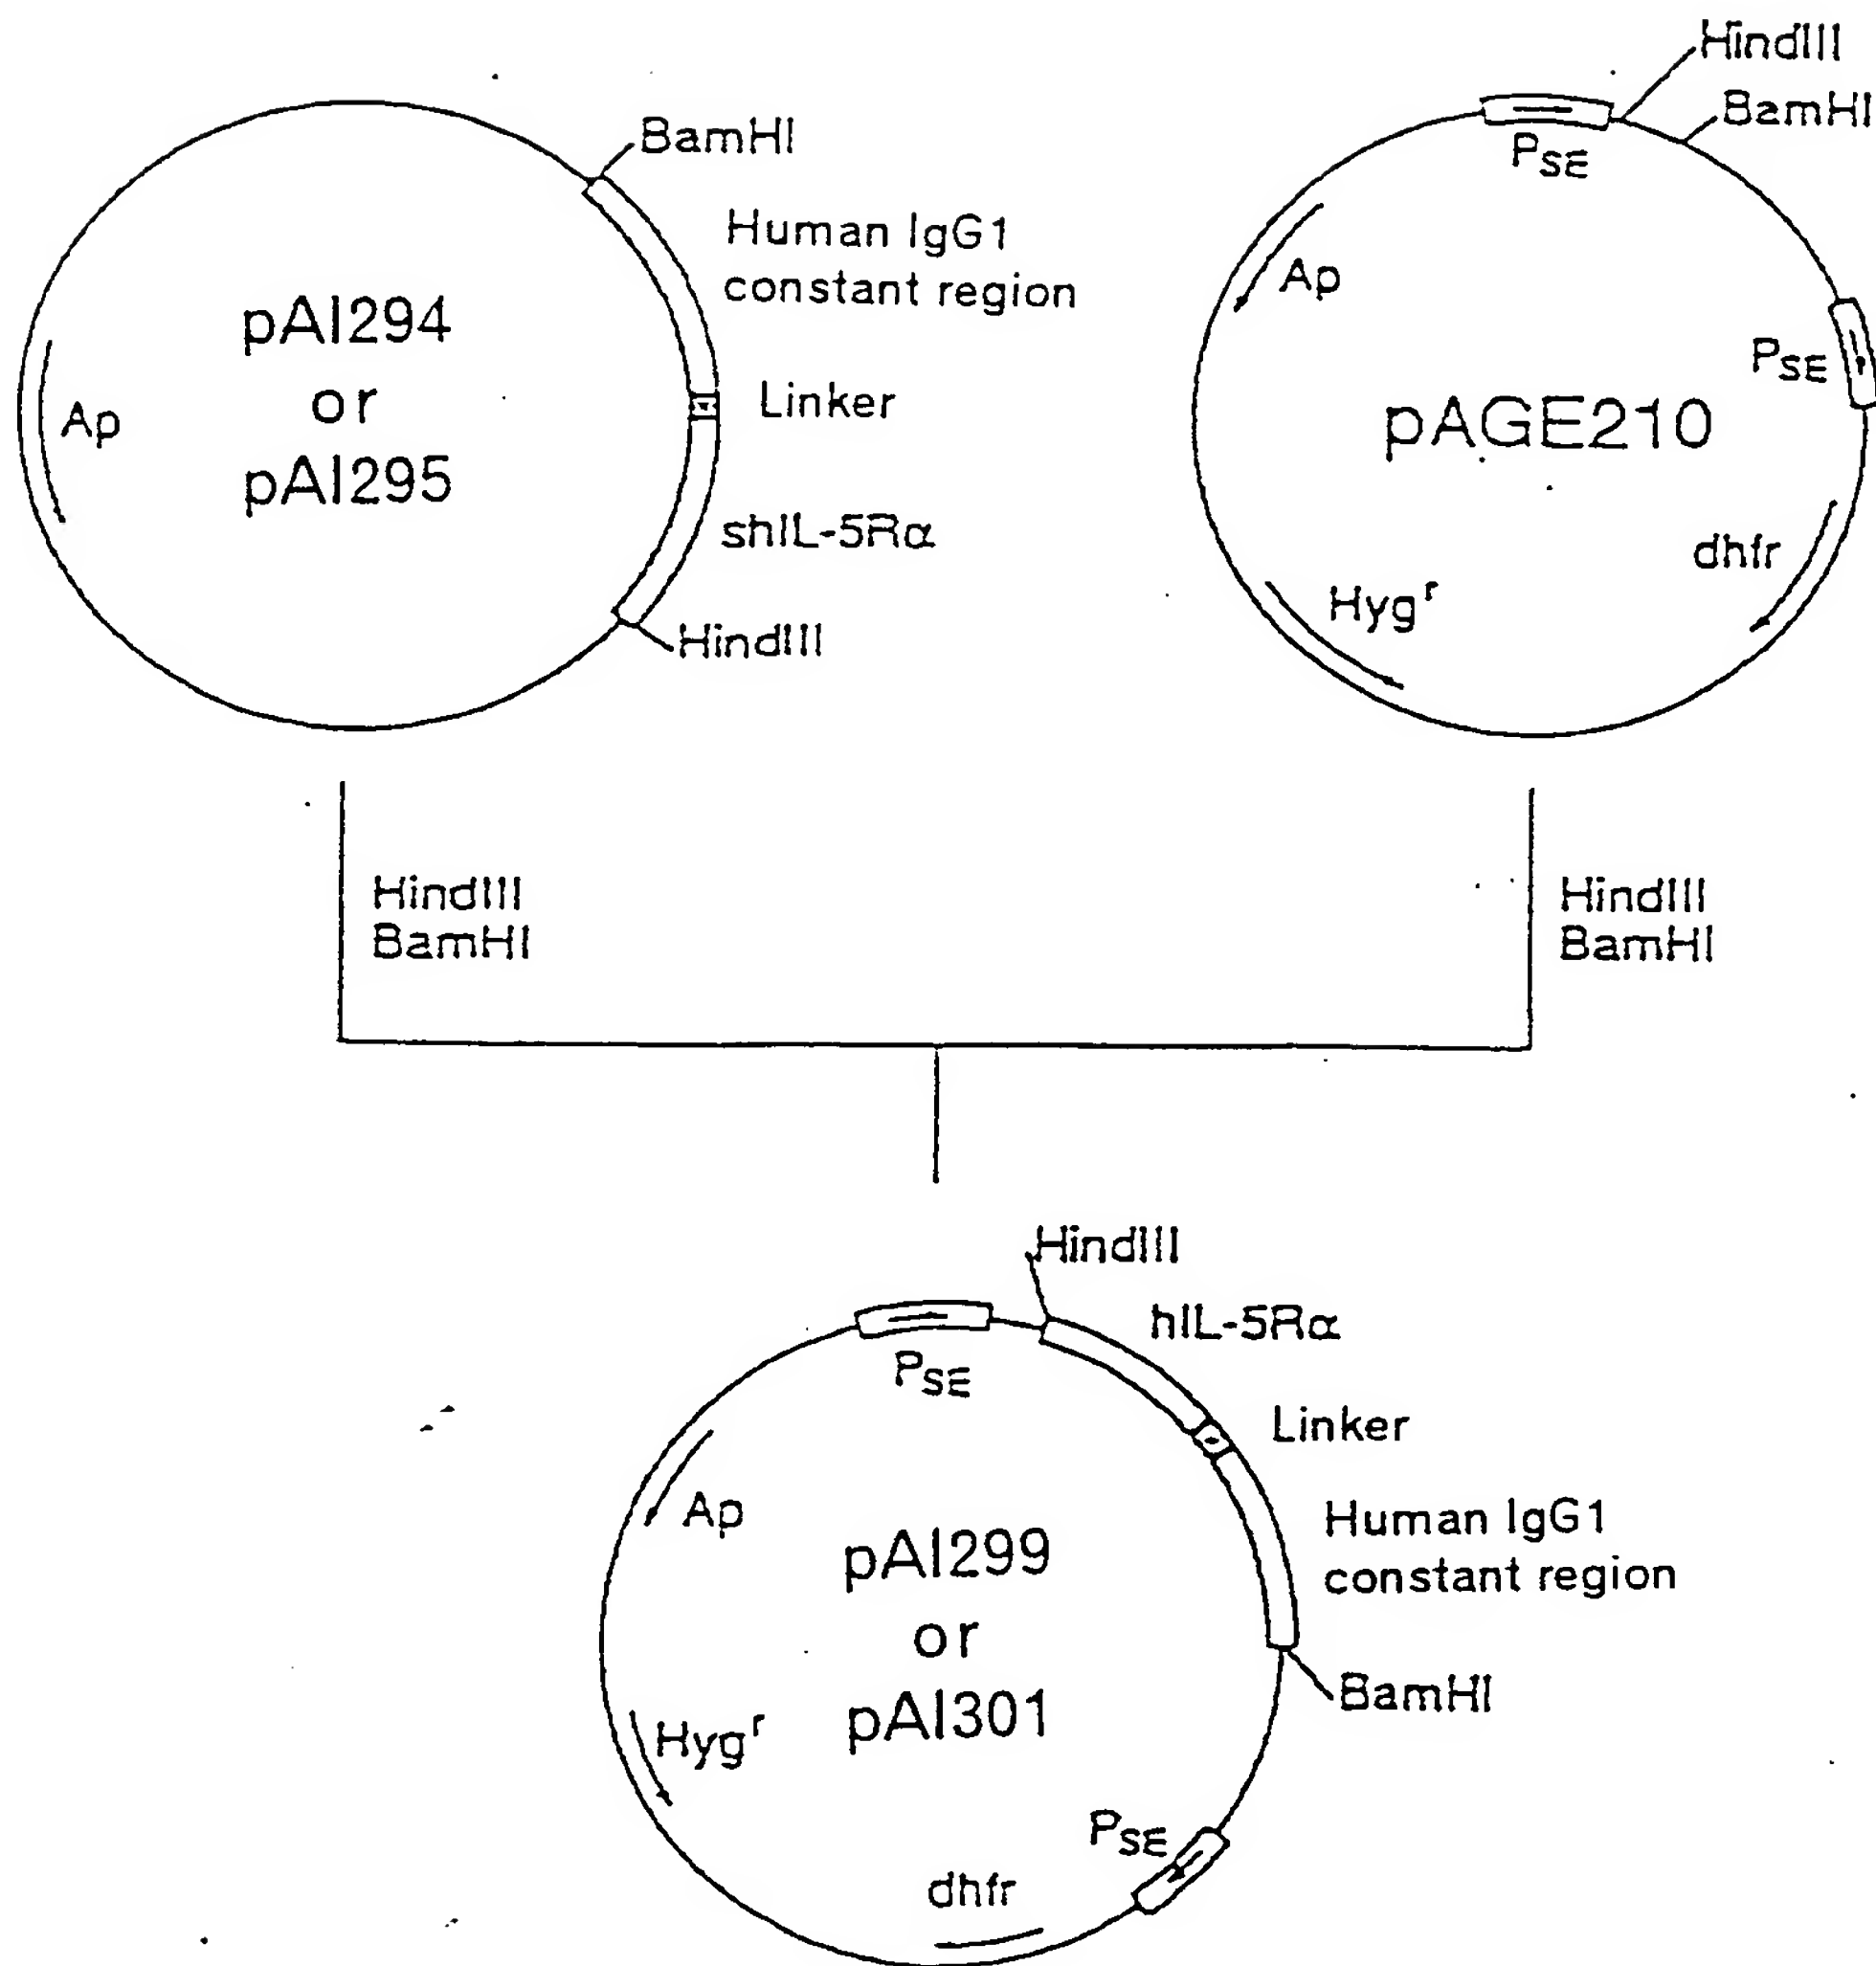 BamHI
Human IgG1
constant region
pAI294
or
pAI295
Ap
Linker
shIL-5Rα
HindIII
HindIII
BamHI
PSE
Ap
PSE
pAGE210
dhfr
Hygr
HindIII
BamHI
HindIII
BamHI
HindIII
hIL-5Rα
PSE
Linker
Ap
Human IgG1
constant region
pAI299
or
pAI301
BamHI
Hygr
PSE
dhfr